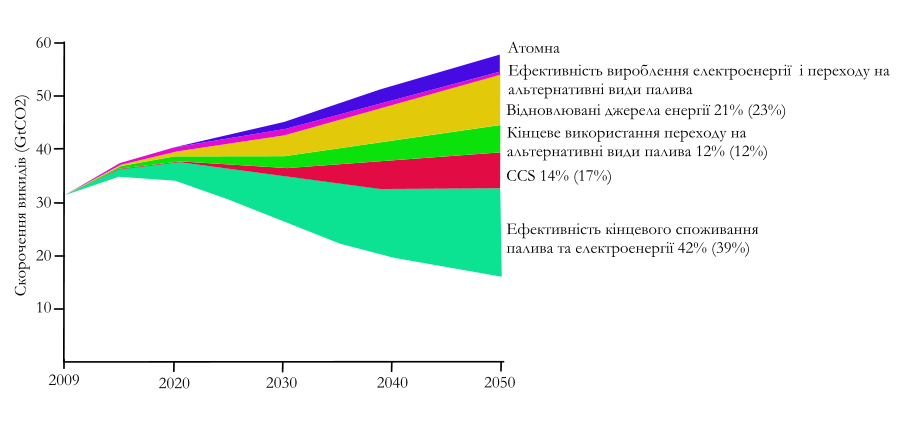 60
50
40
30
20
10
Скорочення викидів (GtCO2)
2009
2020
2030
2040
2050
Атомна
Ефективність вироблення електроенергії і переходу на
альтернативні види палива
Відновлювані джерела енергії 21% (23%)
Кінцеве використання переходу на
альтернативні види палива 12% (12%)
CCS 14% (17%)
Ефективність кінцевого споживання
палива та електроенергії 42% (39%)